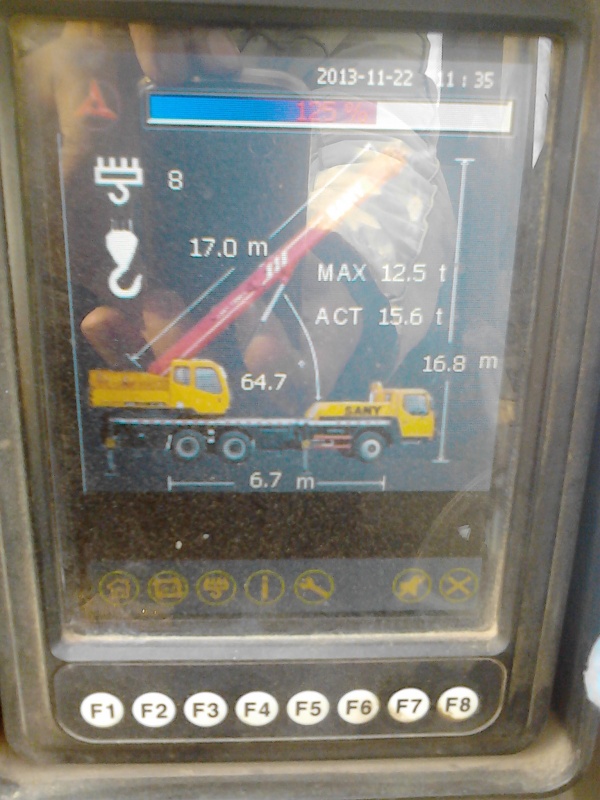 2013-11-22 11:35
125 %
8
17.0 m
MAX 12.5 t
ACT 15.6 t
16.8 m
64.7 °
SANY
6.7 m
F1 F2 F3 F4 F5 F6 F7 F8